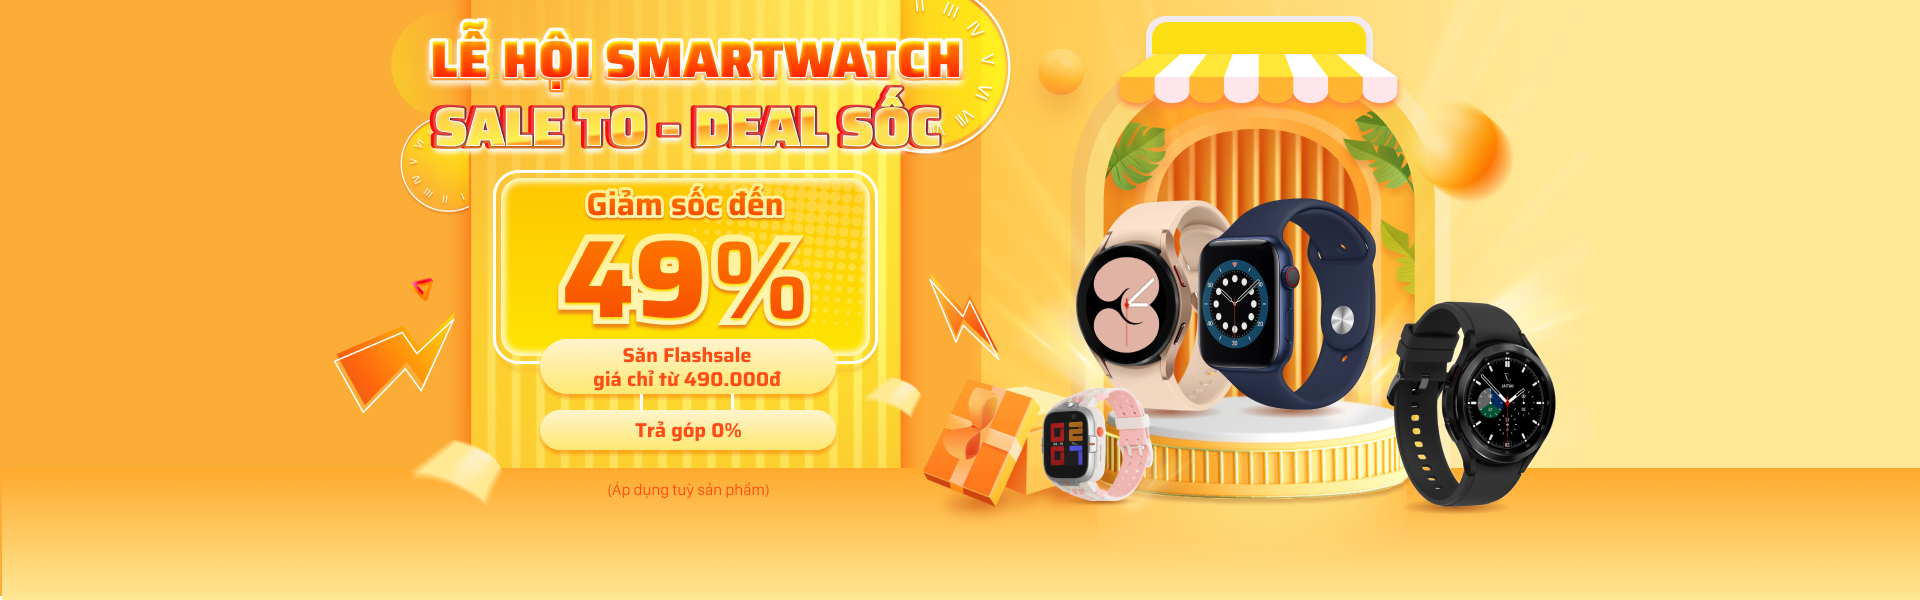 LỄ HỘI SMARTWATCH
SALE TO - DEAL SỐC
Giảm sốc đến
49%
Săn Flashsale
giá chỉ từ 490.000đ
Trả góp 0%
(Áp dụng tuỳ sản phẩm)